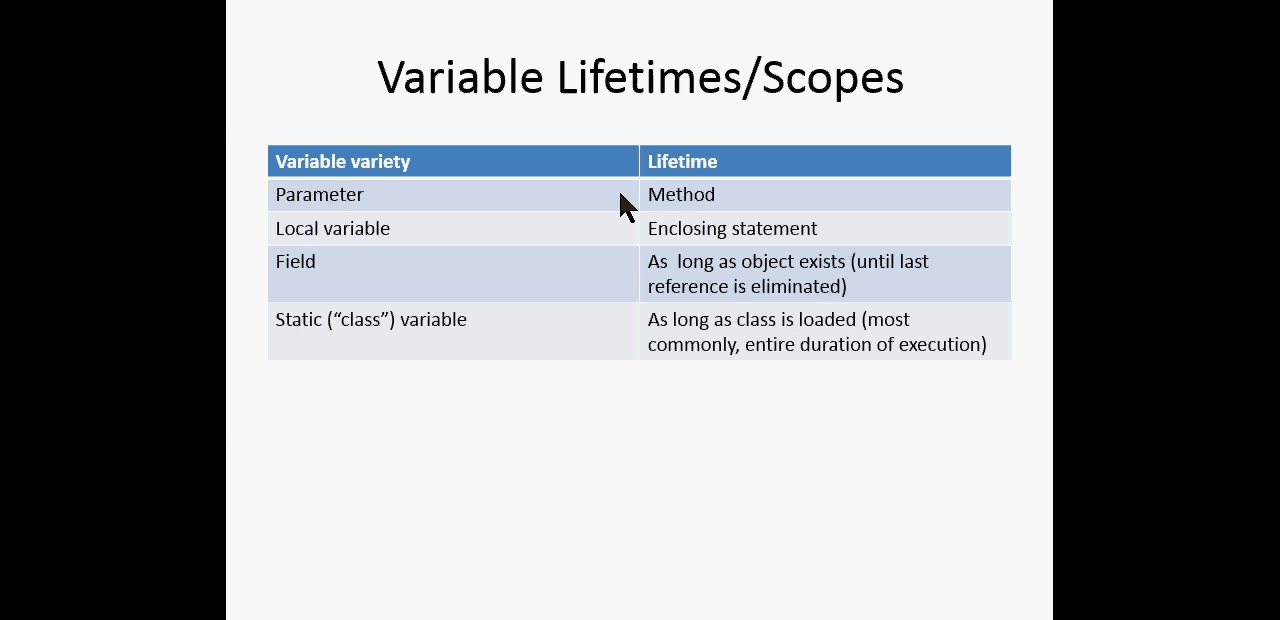 Variable Lifetimes/Scopes
Variable variety
Lifetime
Parameter
Method
Local variable
Enclosing statement
Field
As  long as object exists (until last
reference is eliminated)
Static (“class”) variable
As long as class is loaded (most
commonly, entire duration of execution)